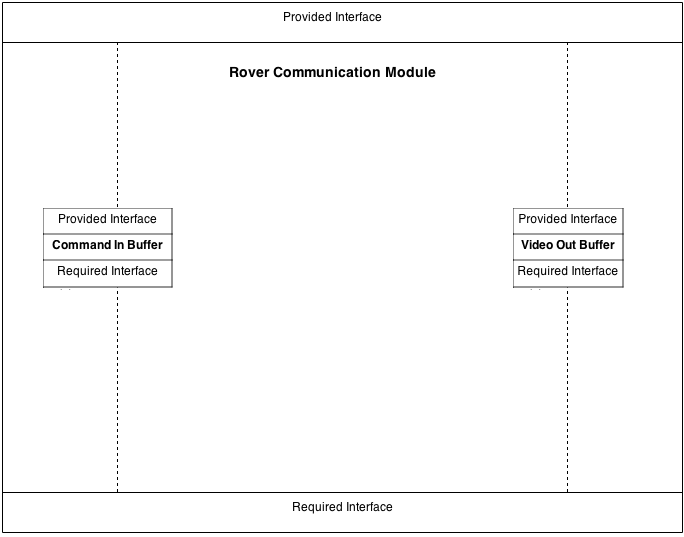 Provided Interface
Rover Communication Module
Provided Interface
Command In Buffer
Required Interface
Provided Interface
Video Out Buffer
Required Interface
Required Interface